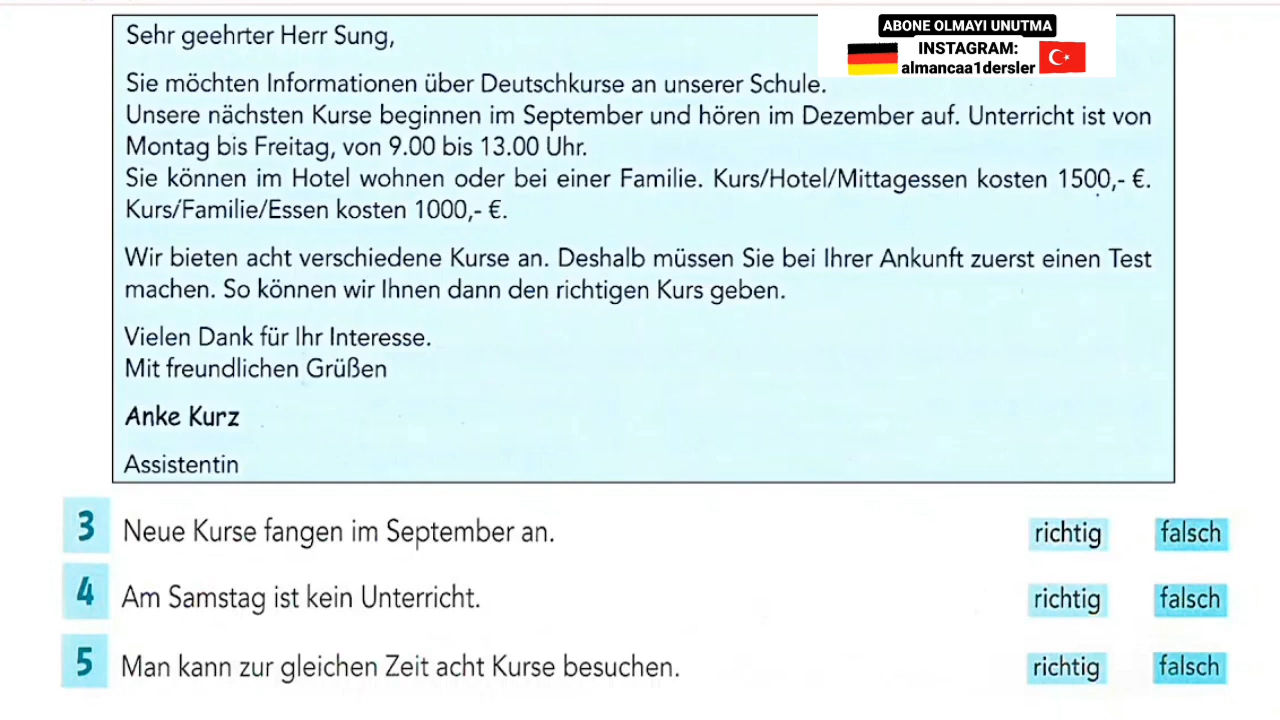 ABONE OLMAYI UNUTMA
INSTAGRAM:
almancaa1dersler
Sehr geehrter Herr Sung,
Sie möchten Informationen über Deutschkurse an unserer Schule.
Unsere nächsten Kurse beginnen im September und hören im Dezember auf. Unterricht ist von
Montag bis Freitag, von 9.00 bis 13.00 Uhr.
Sie können im Hotel wohnen oder bei einer Familie. Kurs/Hotel/Mittagessen kosten 1500,- €.
Kurs/Familie/Essen kosten 1000,- €.
Wir bieten acht verschiedene Kurse an. Deshalb müssen Sie bei Ihrer Ankunft zuerst einen Test
machen. So können wir Ihnen dann den richtigen Kurs geben.
Vielen Dank für Ihr Interesse.
Mit freundlichen Grüßen
Anke Kurz
Assistentin
3 Neue Kurse fangen im September an. richtig falsch
4 Am Samstag ist kein Unterricht. richtig falsch
5 Man kann zur gleichen Zeit acht Kurse besuchen. richtig falsch